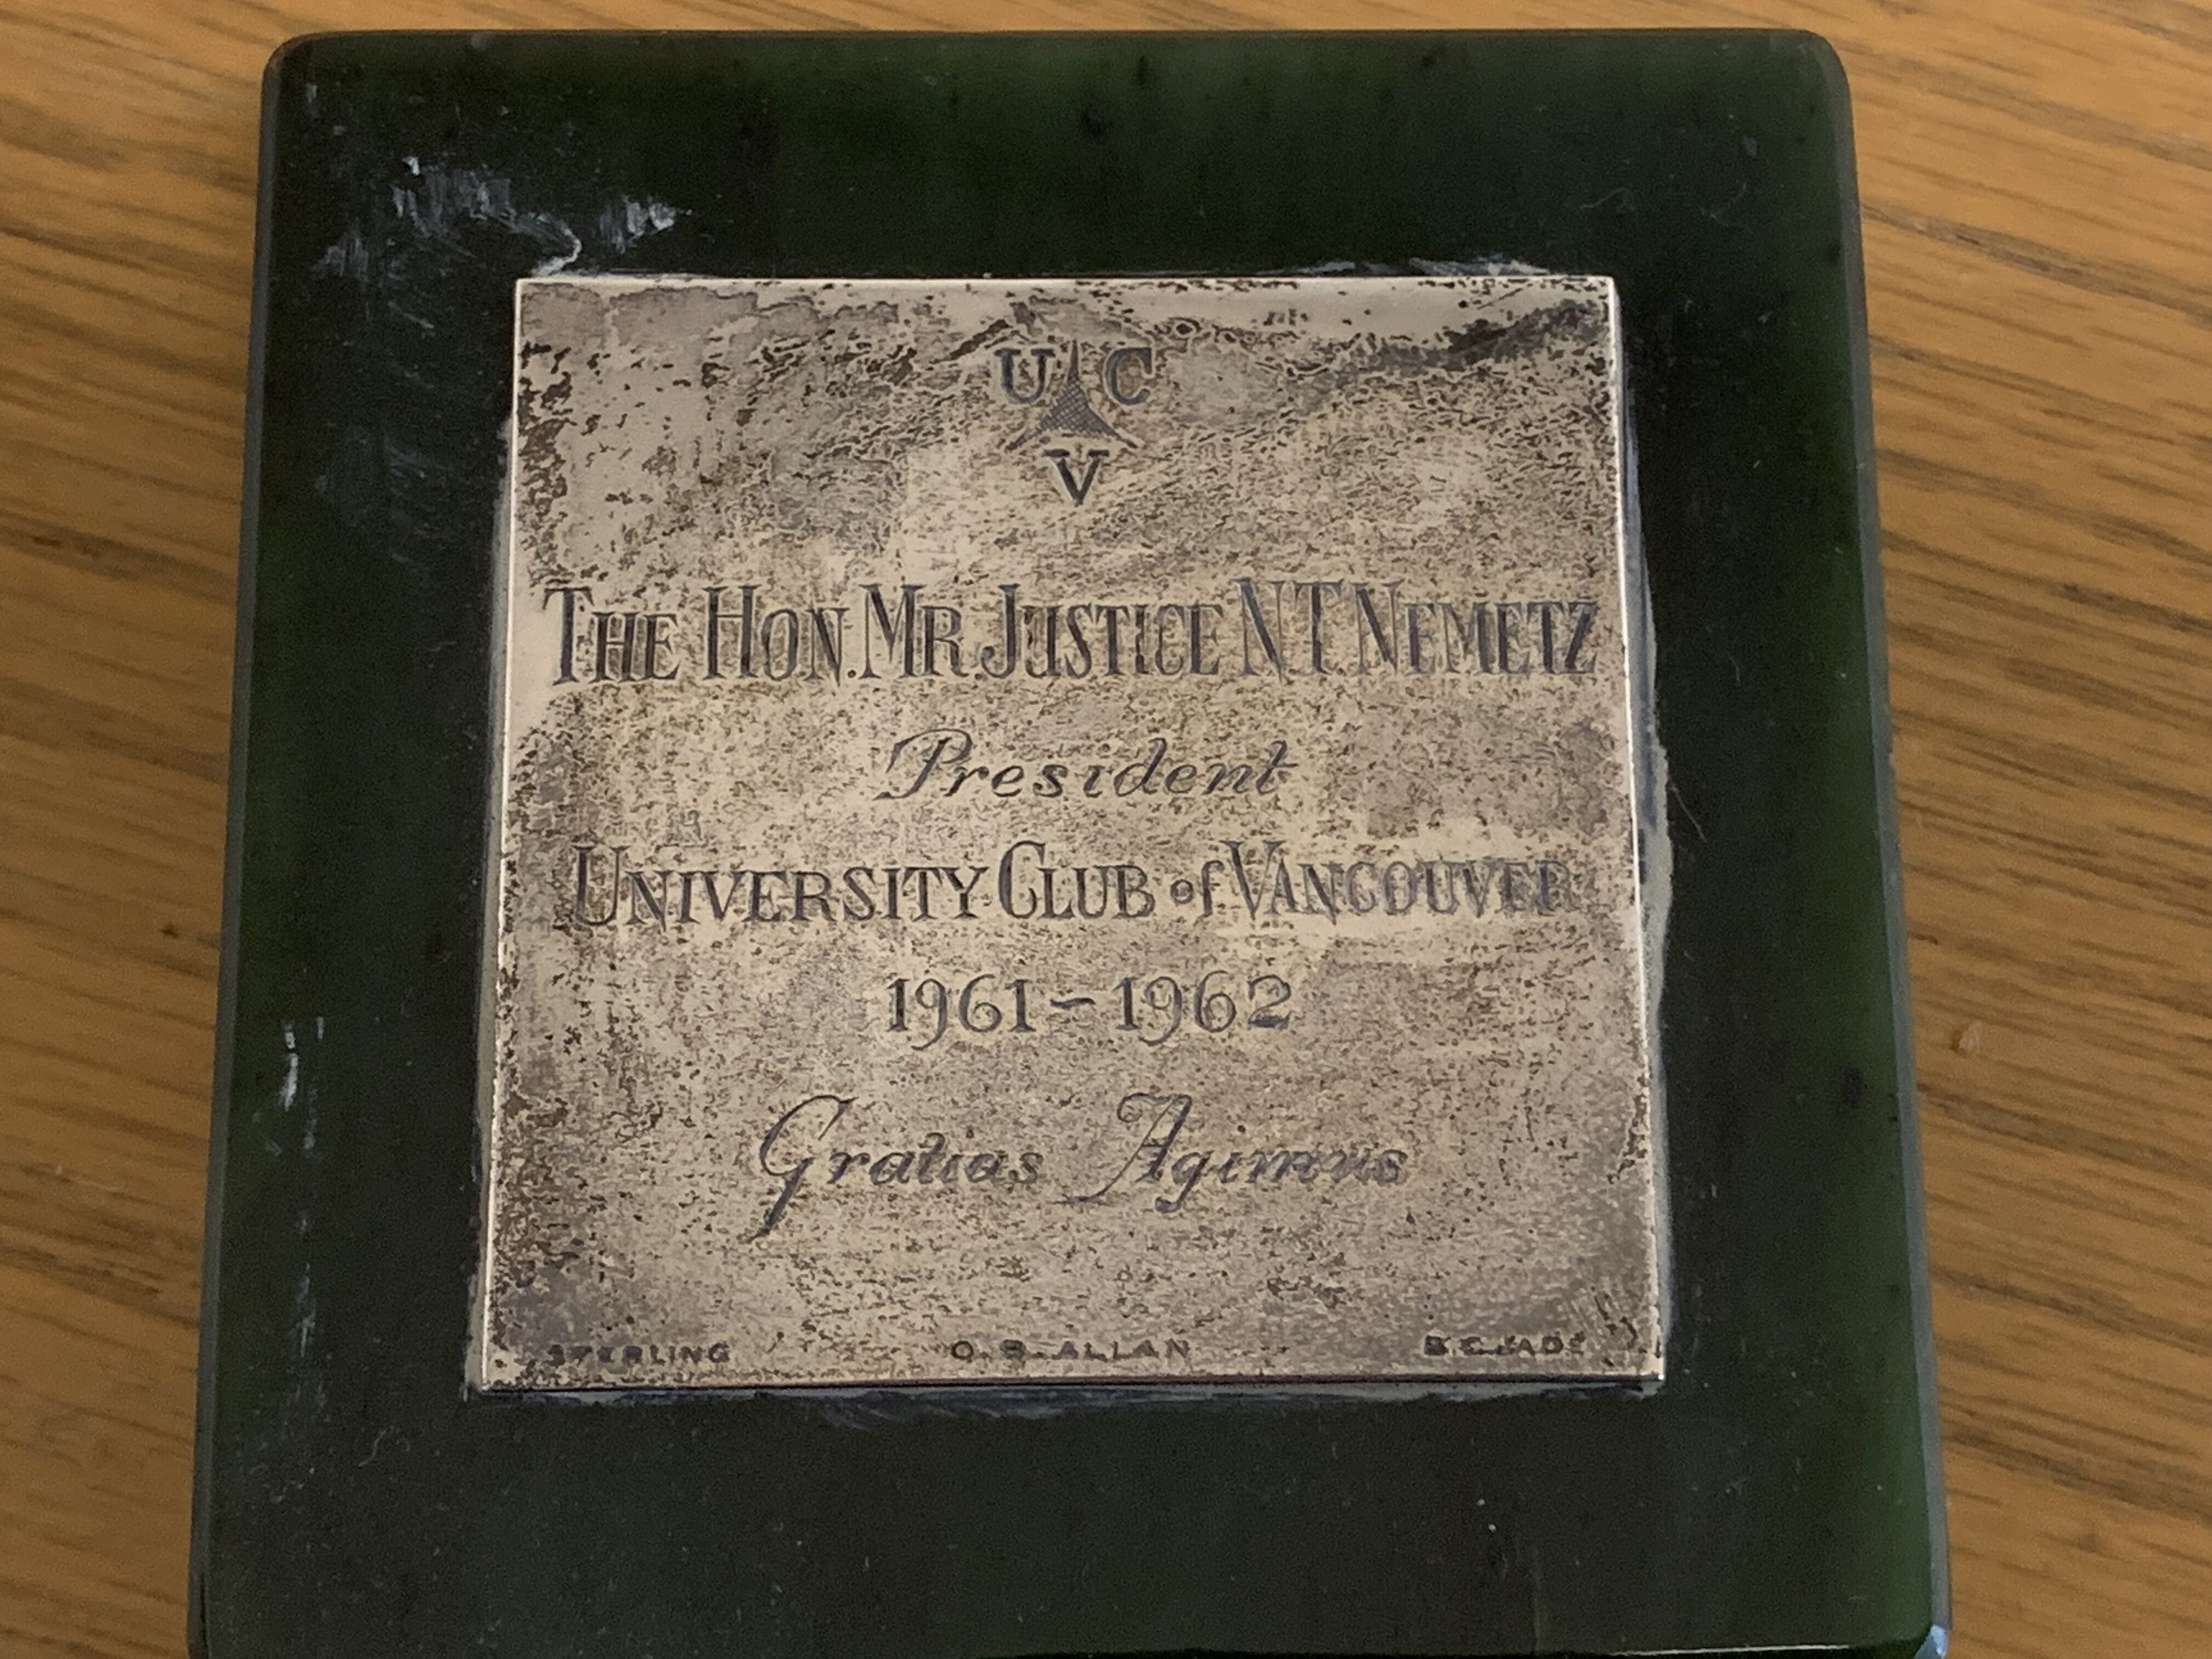 U C
V
THE HON. MR JUSTICE N.T. NEMETZ
President
UNIVERSITY CLUB of VANCOUVER
1961-1962
Gratias Agimus
STERLING O. B. ALLAN B.C. JADE